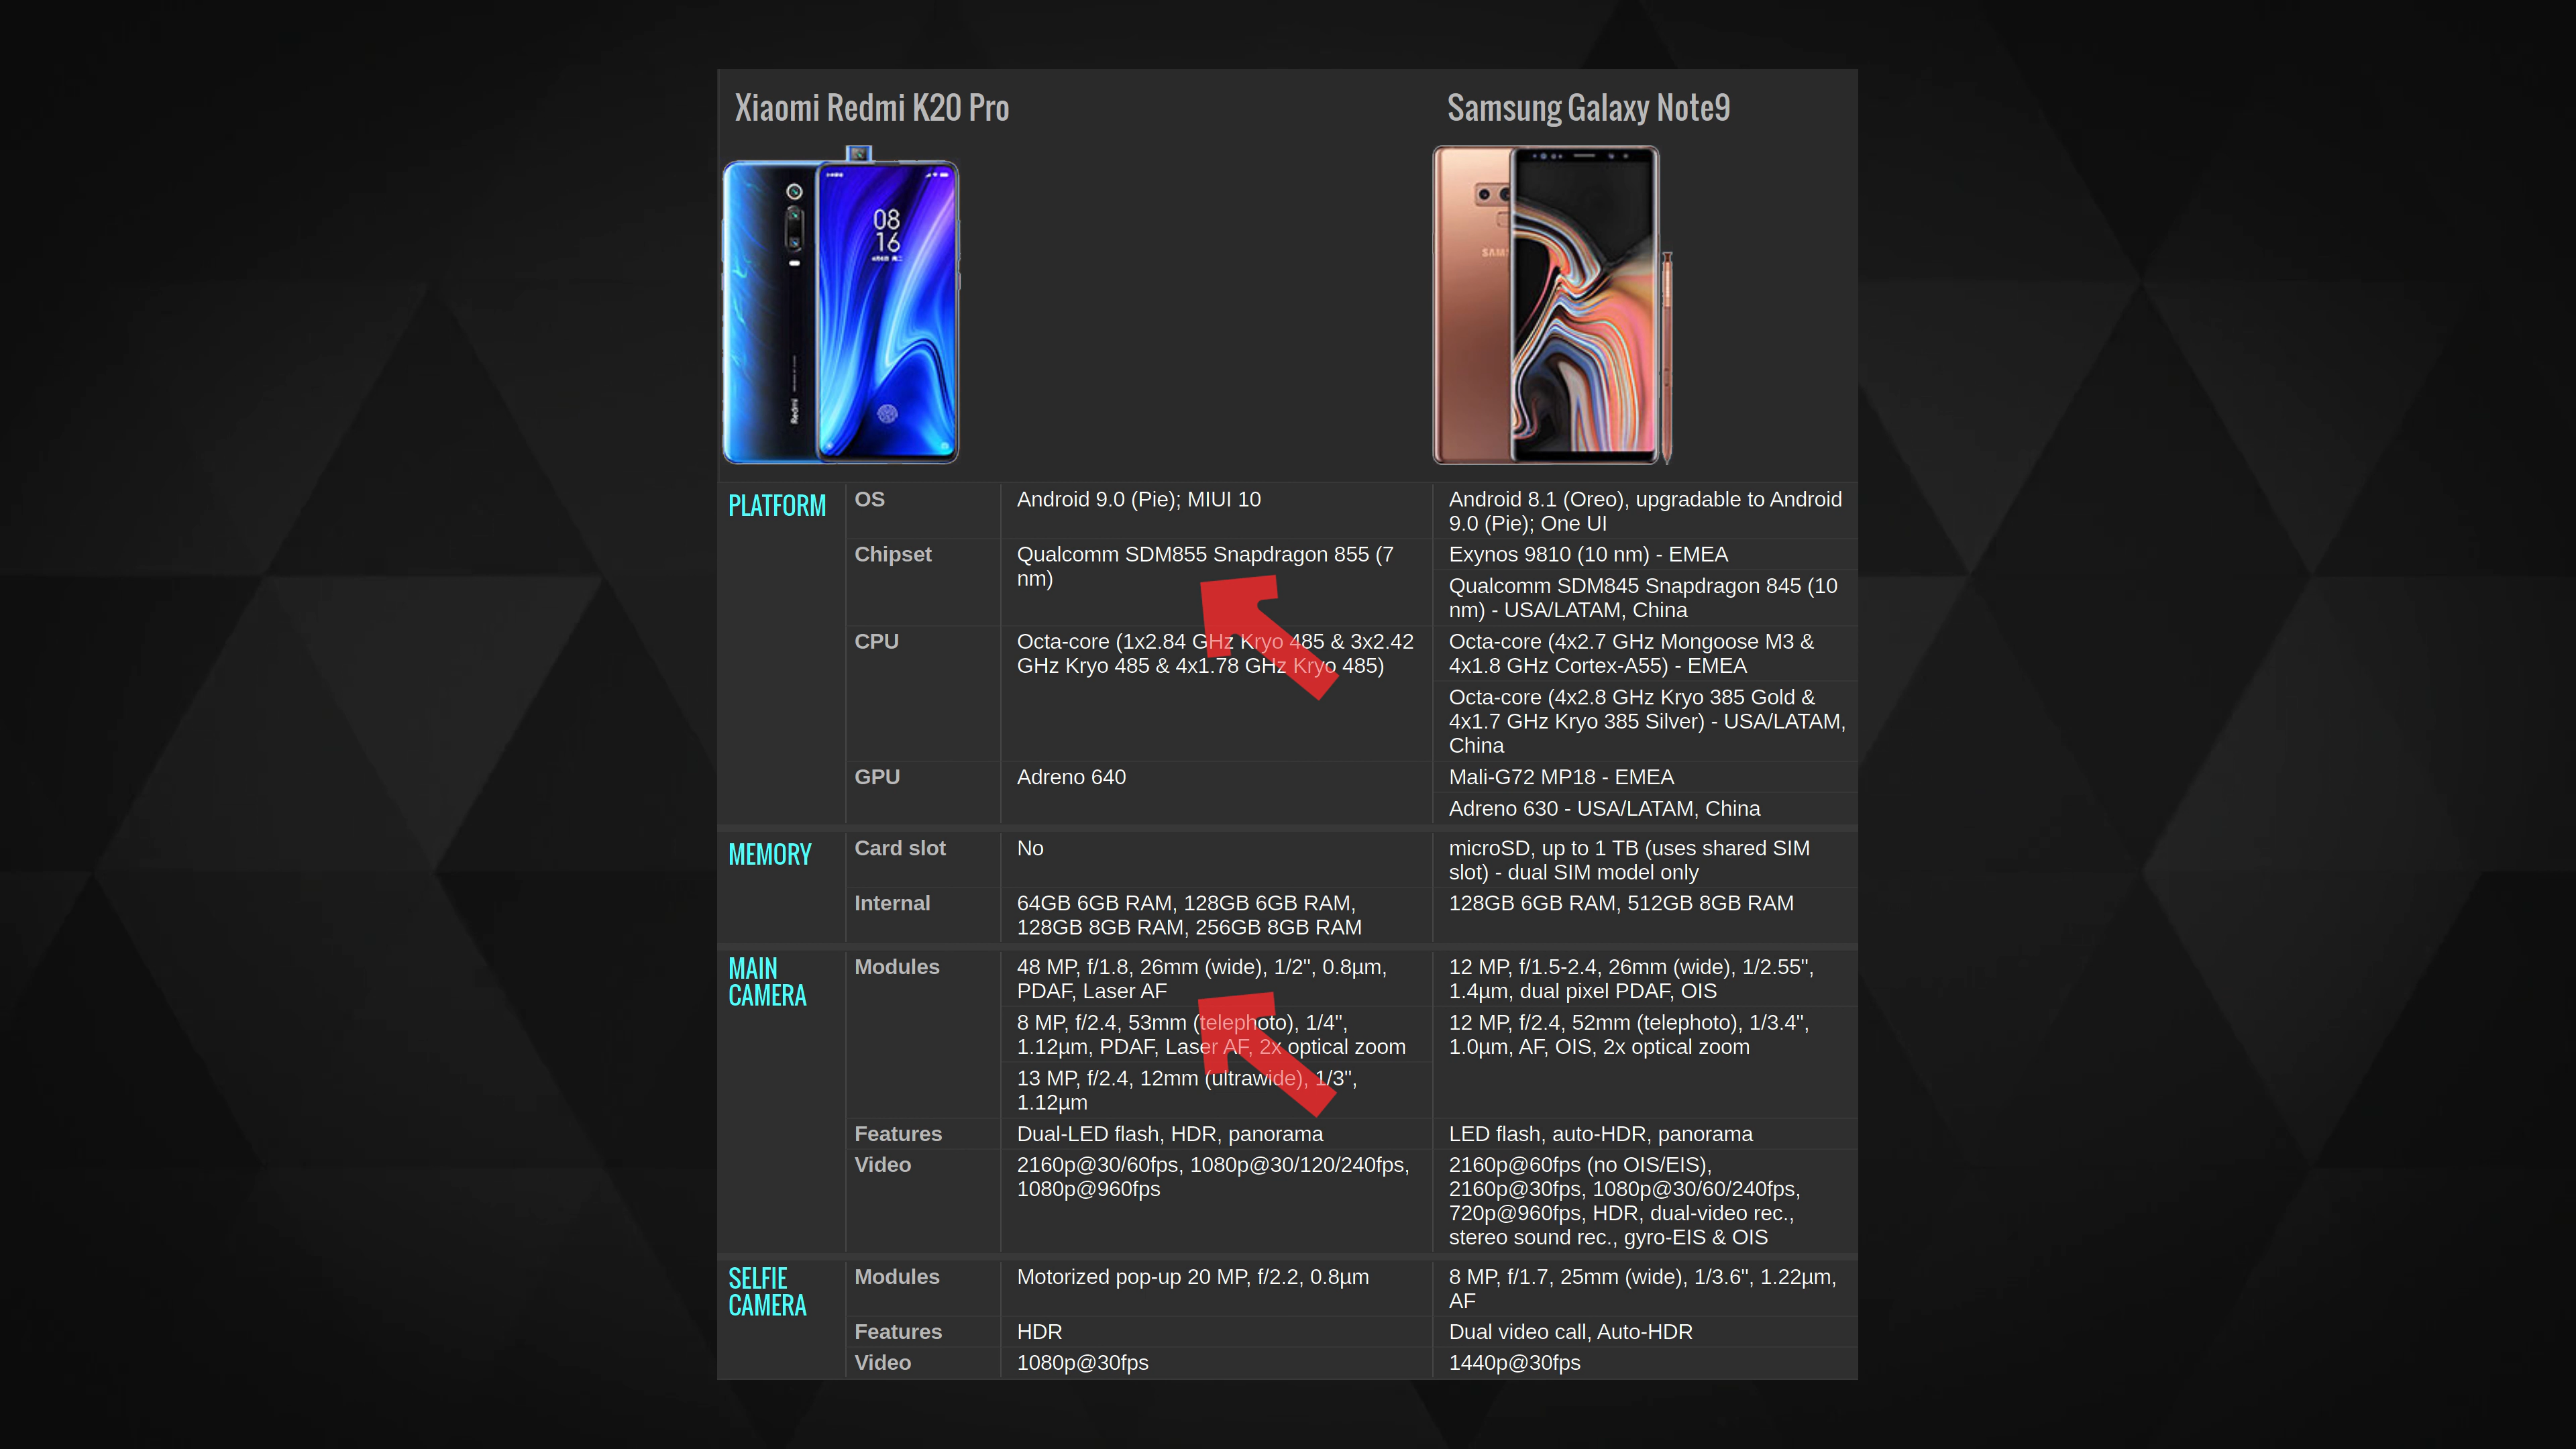 Xiaomi Redmi K20 Pro
Samsung Galaxy Note9
08
16
Redmi
SAMS
PLATFORM
OS
Android 9.0 (Pie); MIUI 10
Android 8.1 (Oreo), upgradable to Android
9.0 (Pie); One UI
Chipset
Qualcomm SDM855 Snapdragon 855 (7
nm)
Exynos 9810 (10 nm) - EMEA
Qualcomm SDM845 Snapdragon 845 (10
nm) - USA/LATAM, China
CPU
Octa-core (1x2.84 GHz Kryo 485 & 3x2.42
GHz Kryo 485 & 4x1.78 GHz Kryo 485)
Octa-core (4x2.7 GHz Mongoose M3 &
4x1.8 GHz Cortex-A55) - EMEA
Octa-core (4x2.8 GHz Kryo 385 Gold &
4x1.7 GHz Kryo 385 Silver) - USA/LATAM,
China
GPU
Adreno 640
Mali-G72 MP18 - EMEA
Adreno 630 - USA/LATAM, China
MEMORY
Card slot
No
microSD, up to 1 TB (uses shared SIM
slot) - dual SIM model only
Internal
64GB 6GB RAM, 128GB 6GB RAM,
128GB 8GB RAM, 256GB 8GB RAM
128GB 6GB RAM, 512GB 8GB RAM
MAIN
CAMERA
Modules
48 MP, f/1.8, 26mm (wide), 1/2", 0.8µm,
PDAF, Laser AF
8 MP, f/2.4, 53mm (telephoto), 1/4",
1.12µm, PDAF, Laser AF, 2x optical zoom
13 MP, f/2.4, 12mm (ultrawide), 1/3",
1.12µm
12 MP, f/1.5-2.4, 26mm (wide), 1/2.55",
1.4µm, dual pixel PDAF, OIS
12 MP, f/2.4, 52mm (telephoto), 1/3.4",
1.0µm, AF, OIS, 2x optical zoom
Features
Dual-LED flash, HDR, panorama
LED flash, auto-HDR, panorama
Video
2160p@30/60fps, 1080p@30/120/240fps,
1080p@960fps
2160p@60fps (no OIS/EIS),
2160p@30fps, 1080p@30/60/240fps,
720p@960fps, HDR, dual-video rec.,
stereo sound rec., gyro-EIS & OIS
SELFIE
CAMERA
Modules
Motorized pop-up 20 MP, f/2.2, 0.8µm
8 MP, f/1.7, 25mm (wide), 1/3.6", 1.22µm,
AF
Features
HDR
Dual video call, Auto-HDR
Video
1080p@30fps
1440p@30fps